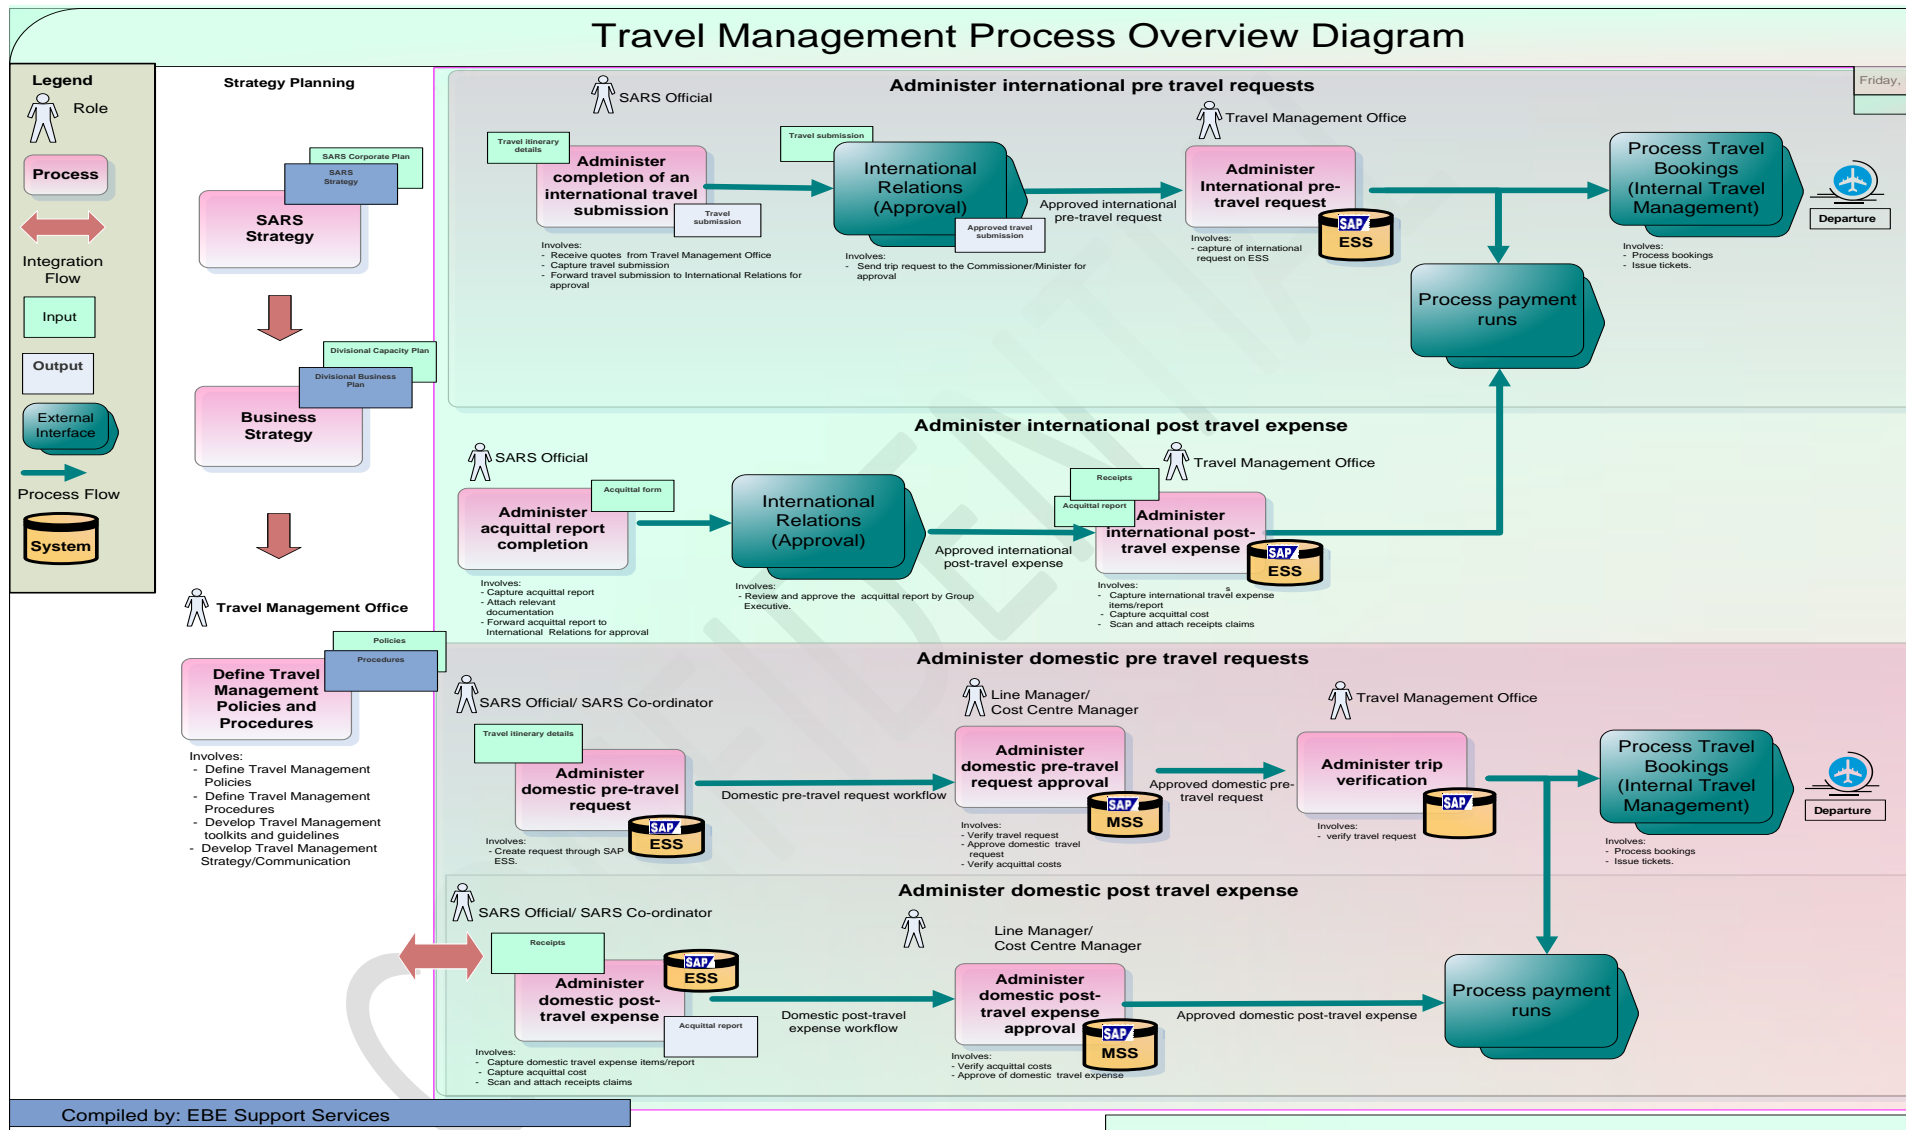 Travel Management Process Overview Diagram
Friday,
Legend
Role
Process
Integration
Flow
Input
Output
External
Interface
Process Flow
System
Strategy Planning
SARS Corporate Plan
SARS
Strategy
SARS
Strategy
Divisional Capacity Plan
Divisional Business
Plan
Business
Strategy
Travel Management Office
Policies
Procedures
Define Travel
Management
Policies and
Procedures
Involves:
- Define Travel Management
Policies
- Define Travel Management
Procedures
- Develop Travel Management
toolkits and guidelines
- Develop Travel Management
Strategy/Communication
Administer international pre travel requests
SARS Official
Travel itinerary
details
Administer
completion of an
international travel
submission
Travel
submission
Involves:
- Receive quotes from Travel Management Office
- Capture travel submission
- Forward travel submission to International Relations for
approval
Travel submission
International
Relations
(Approval)
Approved travel
submission
Involves:
- Send trip request to the Commissioner/Minister for
approval
Approved international
pre-travel request
Travel Management Office
Administer
International pre-
travel request
SAP
ESS
Involves:
- capture of international
request on ESS
Process Travel
Bookings
(Internal Travel
Management)
Departure
Involves:
- Process bookings
- Issue tickets.
Process payment
runs
Administer international post travel expense
SARS Official
Acquittal form
Administer
acquittal report
completion
Involves:
- Capture acquittal report
- Attach relevant
documentation
- Forward acquittal report to
International Relations for approval
International
Relations
(Approval)
Involves:
- Review and approve the acquittal report by Group
Executive.
Approved international
post-travel expense
Travel Management Office
Receipts
Acquittal report
Administer
international post-
travel expense
SAP
ESS
Involves:
s
- Capture international travel expense
items/report
- Capture acquittal cost
- Scan and attach receipts claims
Administer domestic pre travel requests
SARS Official/ SARS Co-ordinator
Travel itinerary details
Administer
domestic pre-travel
request
SAP
ESS
Involves:
- Create request through SAP
ESS.
Domestic pre-travel request workflow
Line Manager/
Cost Centre Manager
Administer
domestic pre-travel
request approval
SAP
MSS
Involves:
- Verify travel request
- Approve domestic travel
request
- Verify acquittal costs
Approved domestic pre-
travel request
Travel Management Office
Administer trip
verification
SAP
Involves:
- verify travel request
Process Travel
Bookings
(Internal Travel
Management)
Departure
Involves:
- Process bookings
- Issue tickets.
Administer domestic post travel expense
SARS Official/ SARS Co-ordinator
Receipts
SAP
ESS
Administer
domestic post-
travel expense
Acquittal report
Involves:
- Capture domestic travel expense items/report
- Capture acquittal cost
- Scan and attach receipts claims
Domestic post-travel
expense workflow
Line Manager/
Cost Centre Manager
Administer
domestic post-
travel expense
approval
SAP
MSS
Involves:
- Verify acquittal costs
- Approve of domestic travel expense
Approved domestic post-travel expense
Process payment
runs
Compiled by: EBE Support Services